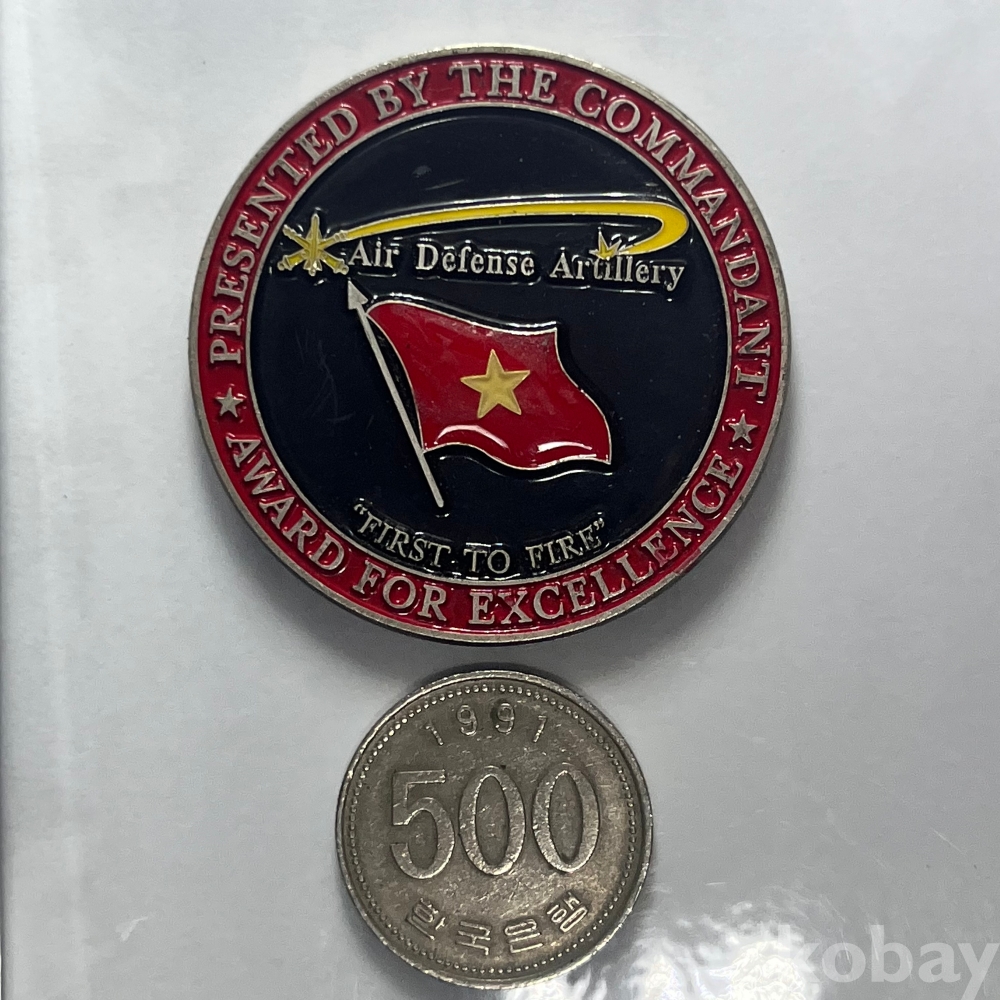 PRESENTED BY THE COMMANDANT
Air Defense Artillery
"FIRST TO FIRE"
AWARD FOR EXCELLENCE
1991
500
한국은행
kobay